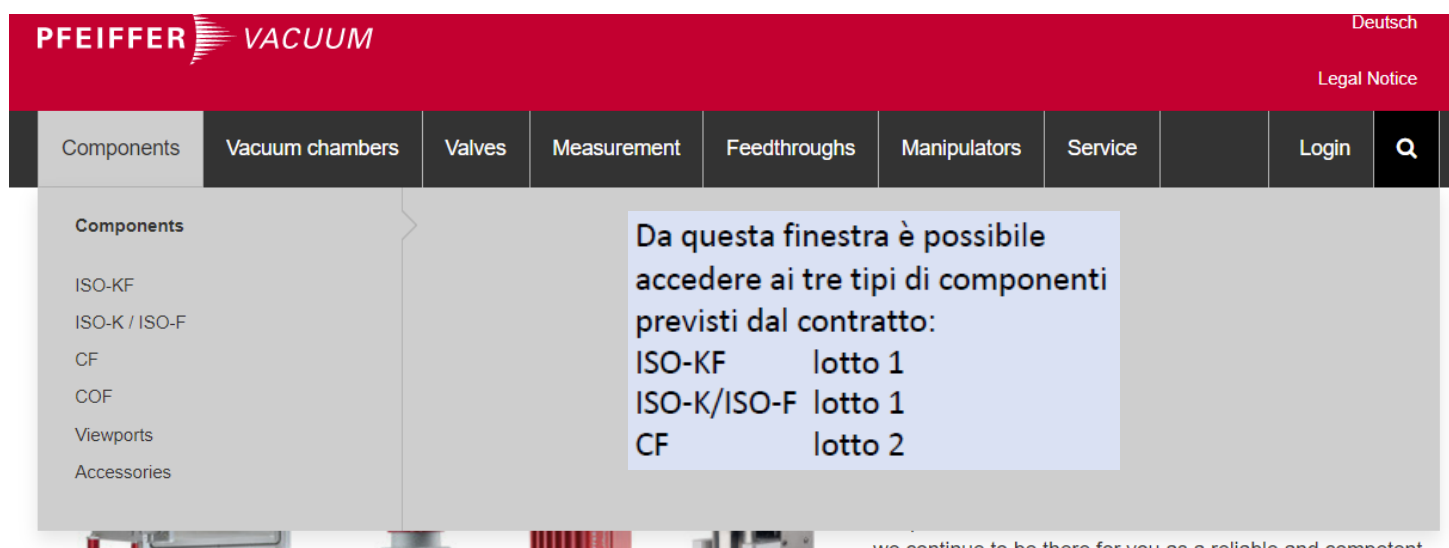 Deutsch
PFEIFFER VACUUM
Legal Notice
Components Vacuum chambers Valves Measurement Feedthroughs Manipulators Service Login
Components
ISO-KF
ISO-K / ISO-F
CF
COF
Viewports
Accessories
Da questa finestra è possibile
accedere ai tre tipi di componenti
previsti dal contratto:
ISO-KF lotto 1
ISO-K/ISO-F lotto 1
CF lotto 2
we continue to be there for you as a reliable and competent